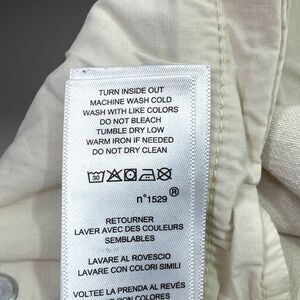 TURN INSIDE OUT
MACHINE WASH COLD
WASH WITH LIKE COLORS
DO NOT BLEACH
TUMBLE DRY LOW
WARM IRON IF NEEDED
DO NOT DRY CLEAN
30
®
n°1529
RETOURNER
LAVER AVEC DES COULEURS
SEMBLABLES
LAVARE AL ROVESCIO
LAVARE CON COLORI SIMILI
VOLTEE LA PRENDA AL REVÉS
CON COLORES